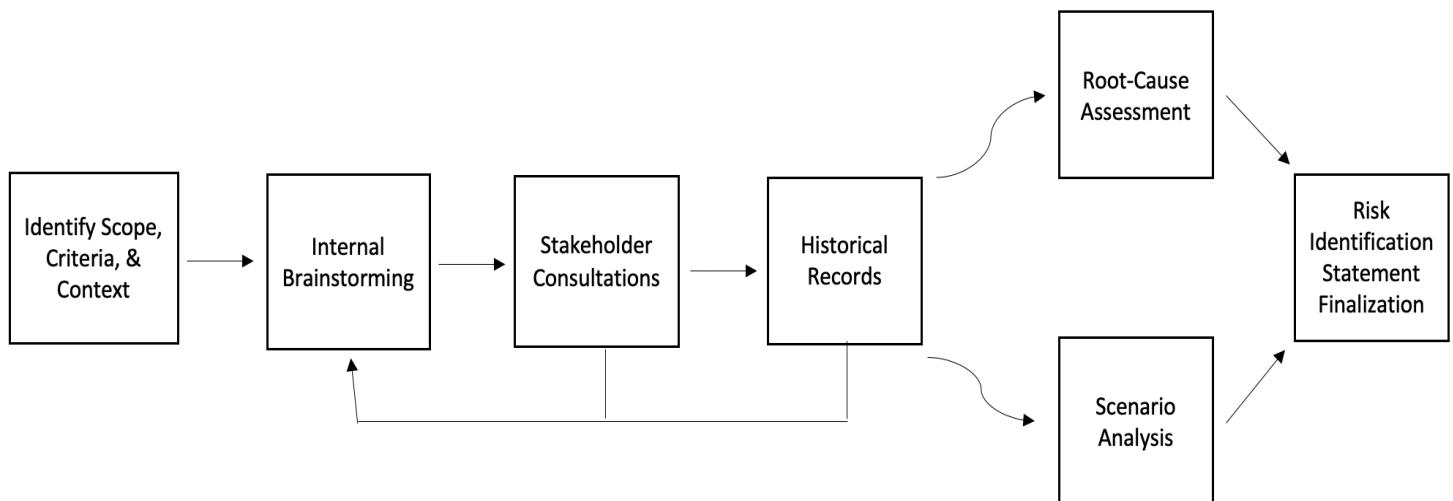 Identify Scope,
Criteria, &
Context
Internal
Brainstorming
Stakeholder
Consultations
Historical
Records
Root-Cause
Assessment
Scenario
Analysis
Risk
Identification
Statement
Finalization